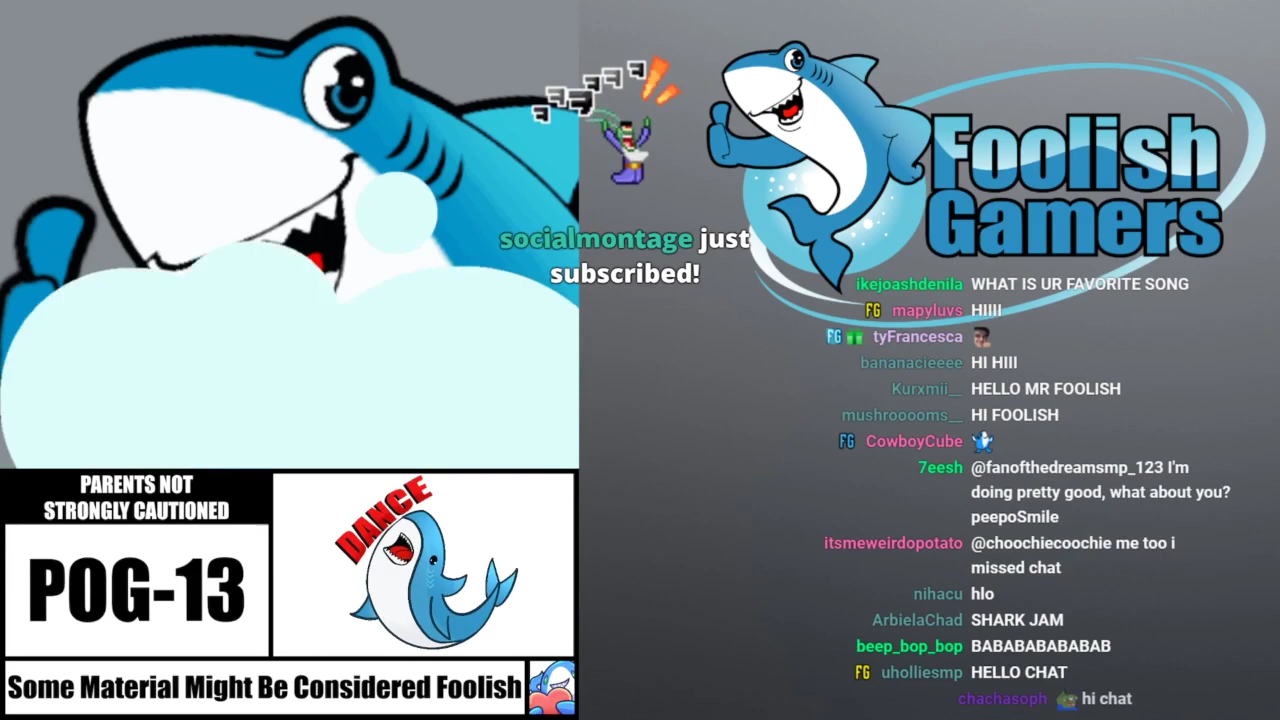 ㅋㅋㅋㅋㅋㅋ
socialmontage just
subscribed!
Foolish
Gamers
ikejoashdenila WHAT IS UR FAVORITE SONG
FG mapyluvs HIIII
FG tyFrancesca
bananacieeee HI HIII
Kurxmii__ HELLO MR FOOLISH
mushrooooms__ HI FOOLISH
FG CowboyCube
7eesh @fanofthedreamsmp_123 I'm
doing pretty good, what about you?
peepoSmile
itsmeweirdopotato @choochiecoochie me too i
missed chat
nihacu hlo
ArbielaChad SHARK JAM
beep_bop_bop BABABABABABAB
FG uholliesmp HELLO CHAT
chachasoph hi chat
PARENTS NOT
STRONGLY CAUTIONED
POG-13
DANCE
Some Material Might Be Considered Foolish